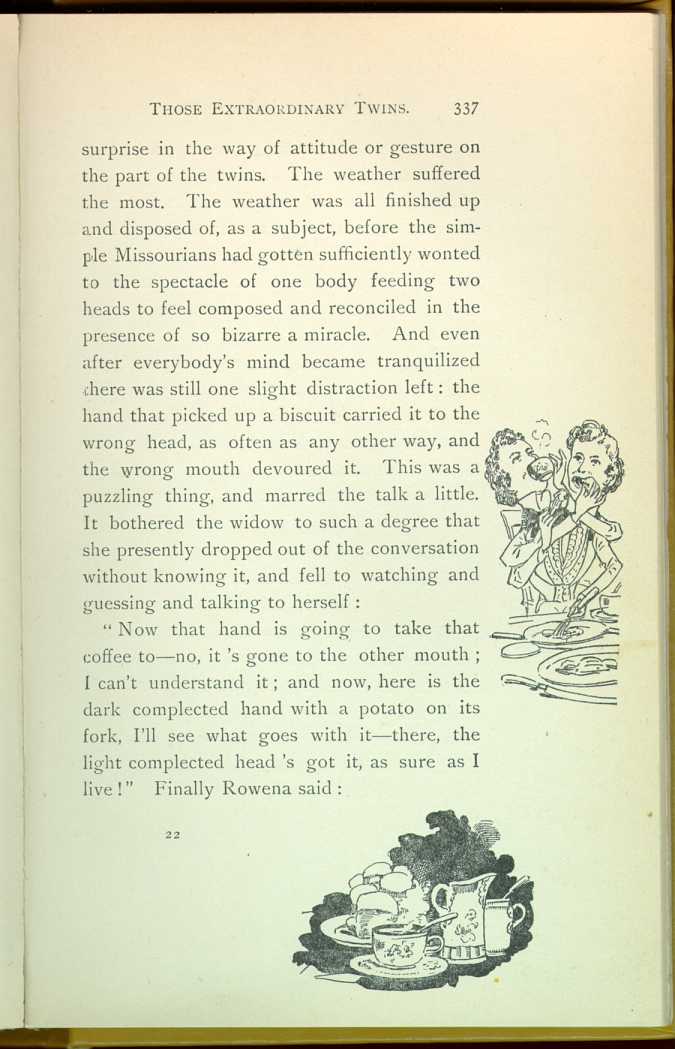 THOSE EXTRAORDINARY TWINS. 337
surprise in the way of attitude or gesture on
the part of the twins. The weather suffered
the most. The weather was all finished up
and disposed of, as a subject, before the sim-
ple Missourians had gotten sufficiently wonted
to the spectacle of one body feeding two
heads to feel composed and reconciled in the
presence of so bizarre a miracle. And even
after everybody's mind became tranquilized
there was still one slight distraction left : the
hand that picked up a biscuit carried it to the
wrong head, as often as any other way, and
the wrong mouth devoured it. This was a
puzzling thing, and marred the talk a little.
It bothered the widow to such a degree that
she presently dropped out of the conversation
without knowing it, and fell to watching and
guessing and talking to herself :
“ Now that hand is going to take that
coffee to—no, it 's gone to the other mouth ;
I can't understand it ; and now, here is the
dark complected hand with a potato on its
fork, I'll see what goes with it—there, the
light complected head 's got it, as sure as I
live ! ” Finally Rowena said :
22